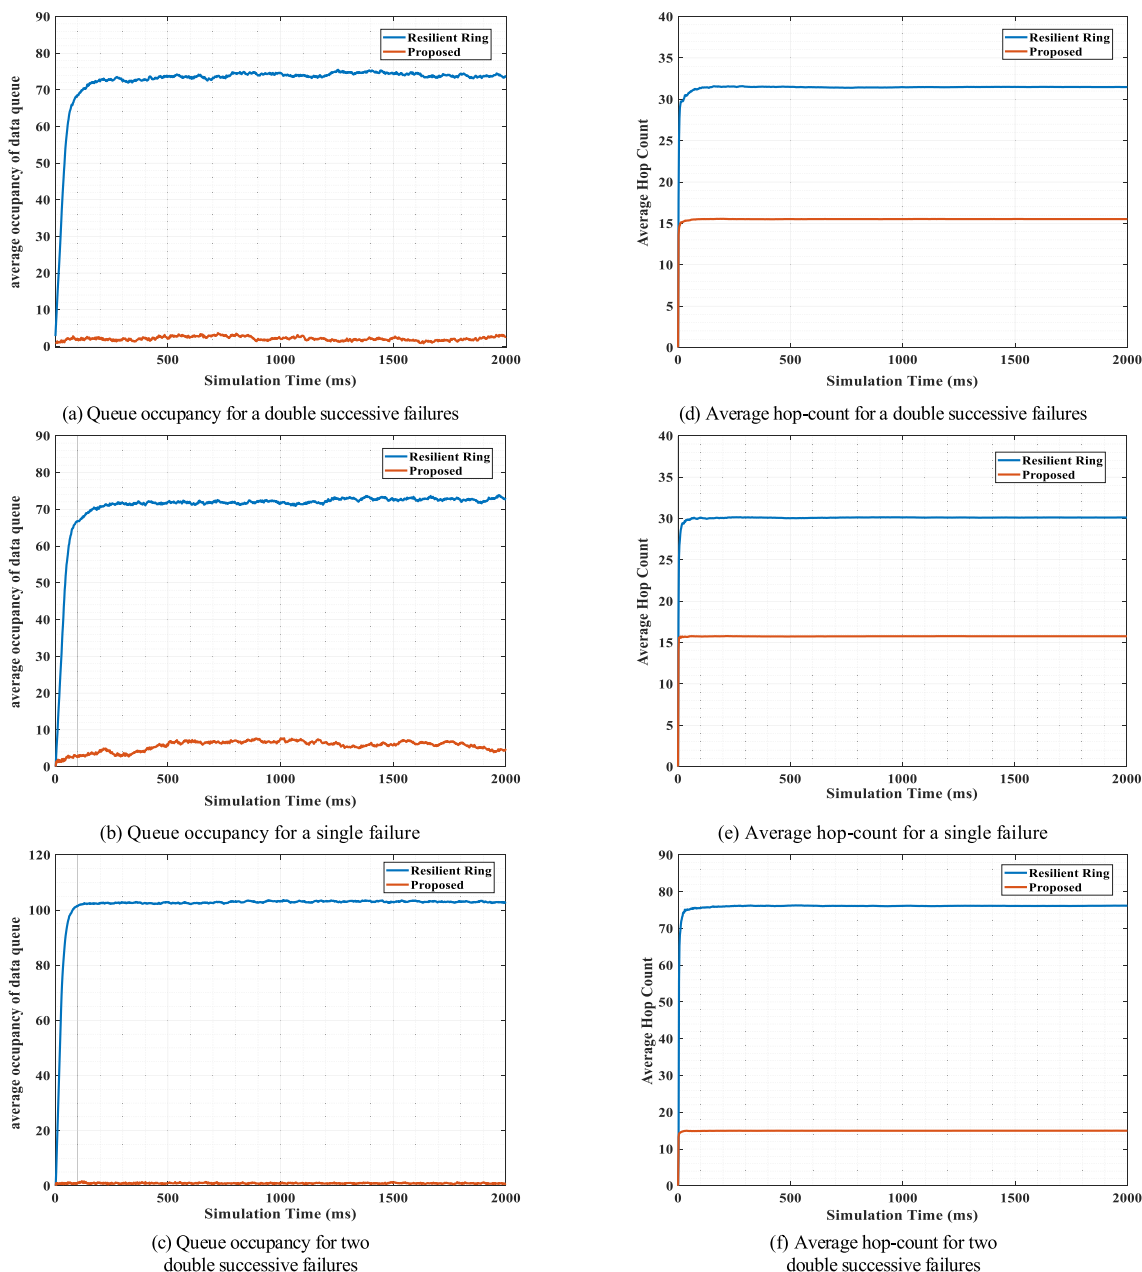 90
80
70
60
50
40
30
20
10
0
average occupancy of data queue
Resilient Ring
Proposed
500
1000
1500
2000
Simulation Time (ms)
(a) Queue occupancy for a double successive failures
40
35
30
25
20
15
10
5
0
Average Hop Count
Resilient Ring
Proposed
0
500
1000
1500
2000
Simulation Time (ms)
(d) Average hop-count for a double successive failures
90
80
70
60
50
40
30
20
10
0
average occupancy of data queue
Resilient Ring
Proposed
0
500
1000
1500
2000
Simulation Time (ms)
(b) Queue occupancy for a single failure
40
35
30
25
20
15
10
5
0
Average Hop Count
Resilient Ring
Proposed
0
500
1000
1500
2000
Simulation Time (ms)
(e) Average hop-count for a single failure
120
100
80
60
40
20
0
average occupancy of data queue
Resilient Ring
Proposed
0
500
1000
1500
2000
Simulation Time (ms)
(c) Queue occupancy for two
double successive failures
90
80
70
60
50
40
30
20
10
0
Average Hop Count
Resilient Ring
Proposed
0
500
1000
1500
2000
Simulation Time (ms)
(f) Average hop-count for two
double successive failures